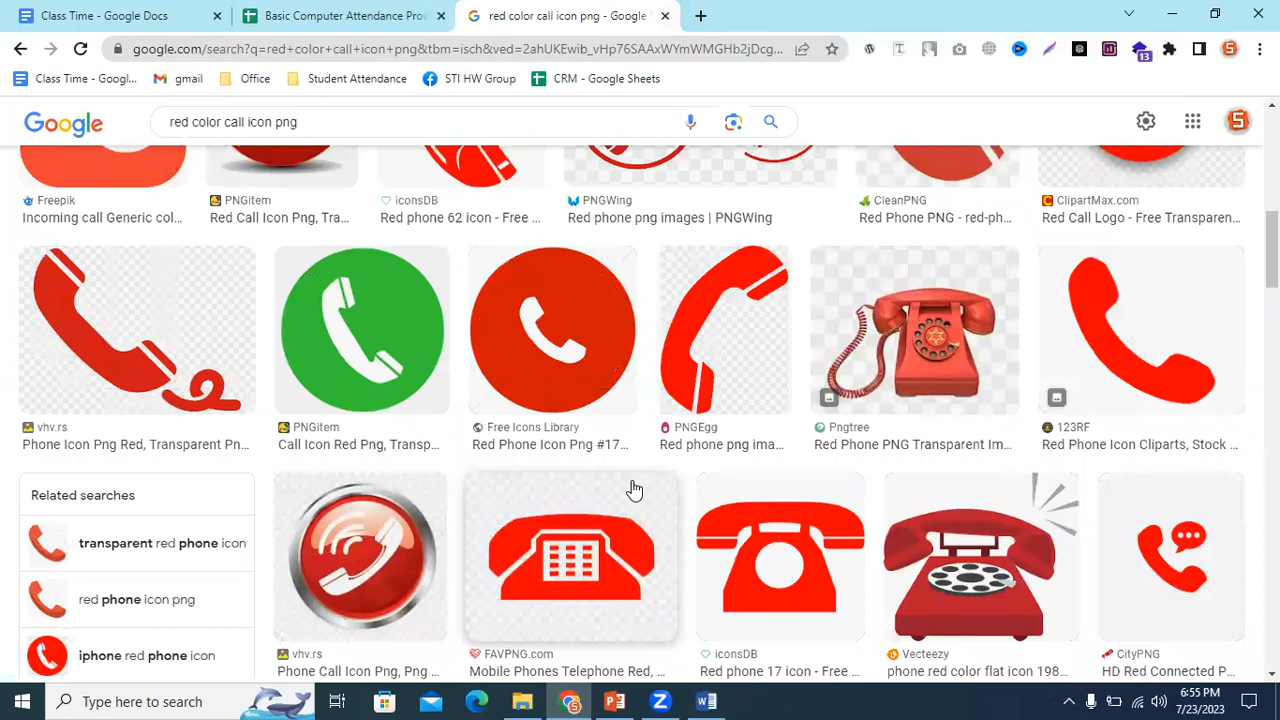 Class Time - Google Docs
Basic Computer Attendance Pro
red color call icon png - Google
google.com/search?q=red+color+call+icon+png&tbm=isch&ved=2ahUKEwib_vHp76SAAxWYmWMGHb2jDcg...
13
Class Time - Googl...
gmail
Office
Student Attendance
STI HW Group
CRM - Google Sheets
Google
red color call icon png
Freepik
Incoming call Generic col...
PNGitem
Red Call Icon Png, Tra...
iconsDB
Red phone 62 icon - Free ...
PNGWing
Red phone png images | PNGWing
CleanPNG
Red Phone PNG - red-ph...
ClipartMax.com
Red Call Logo - Free Transparen...
vhv.rs
Phone Icon Png Red, Transparent Pn...
PNGitem
Call Icon Red Png, Transp...
Free Icons Library
Red Phone Icon Png #17...
PNGEgg
Red phone png ima...
Pngtree
Red Phone PNG Transparent Im...
123RF
Red Phone Icon Cliparts, Stock ...
Related searches
transparent red phone icon
red phone icon png
iphone red phone icon
vhv.rs
Phone Call Icon Png, Png ...
FAVPNG.com
Mobile Phones Telephone Red, ...
iconsDB
Red phone 17 icon - Free ...
Vecteezy
phone red color flat icon 198...
CityPNG
HD Red Connected P...
Type here to search
6:55 PM
7/23/2023